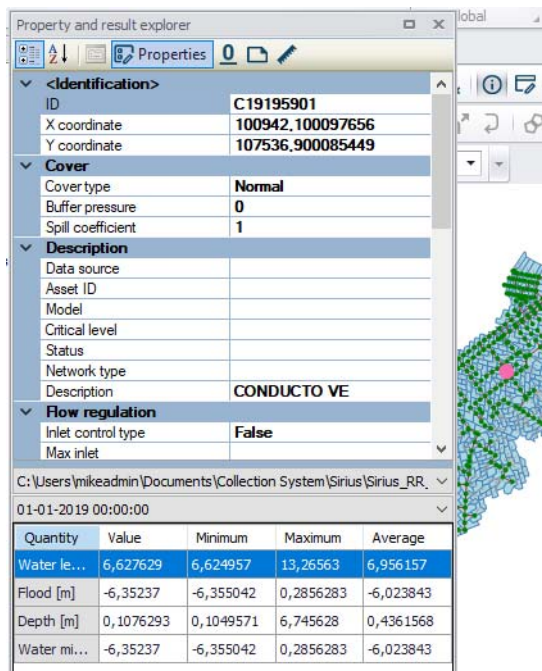 Property and result explorer
lobal
Properties
<Identification>
ID C19195901
X coordinate 100942,100097656
Y coordinate 107536,900085449
Cover
Cover type Normal
Buffer pressure 0
Spill coefficient 1
Description
Data source
Asset ID
Model
Critical level
Status
Network type
Description CONDUCTO VE
Flow regulation
Inlet control type False
Max inlet
C:\Users\mikeadmin\Documents\Collection System\Sirius\Sirius_RR_
01-01-2019 00:00:00
Quantity Value Minimum Maximum Average
Water le... 6,627629 6,624957 13,26563 6,956157
Flood [m] -6,35237 -6,355042 0,2856283 -6,023843
Depth [m] 0,1076293 0,1049571 6,745628 0,4361568
Water mi... -6,35237 -6,355042 0,2856283 -6,023843